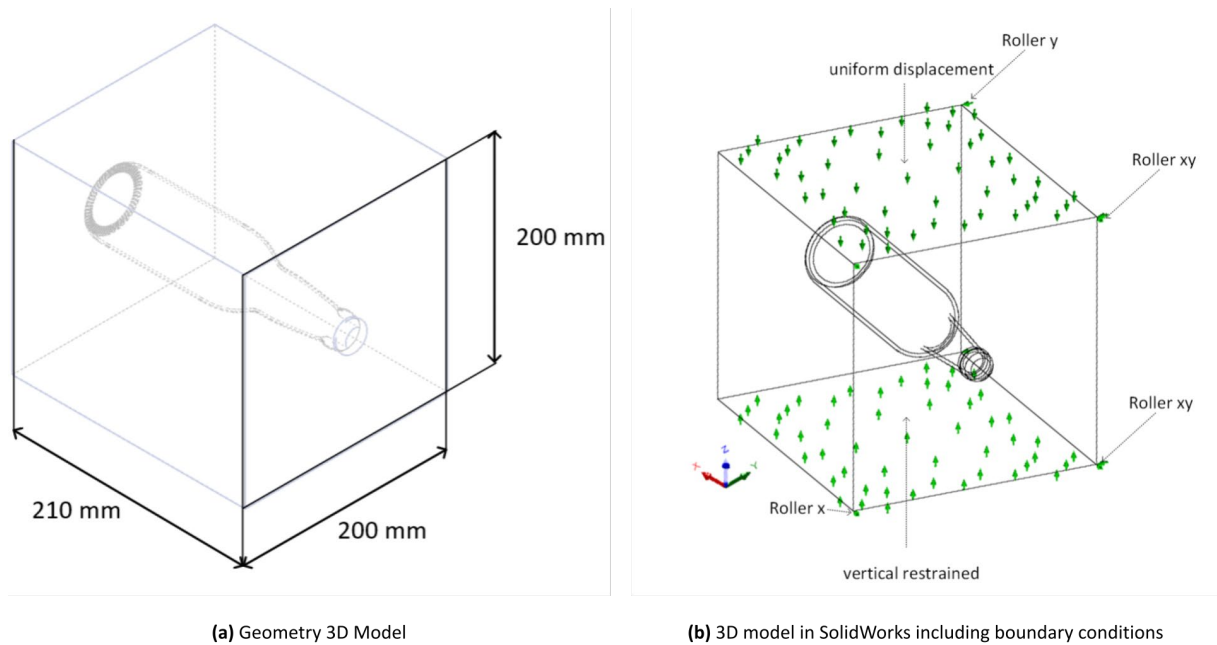 200 mm
210 mm
200 mm
(a) Geometry 3D Model
Roller y
uniform displacement
Roller xy
Roller xy
Z
X
Y
Roller x
vertical restrained
(b) 3D model in SolidWorks including boundary conditions